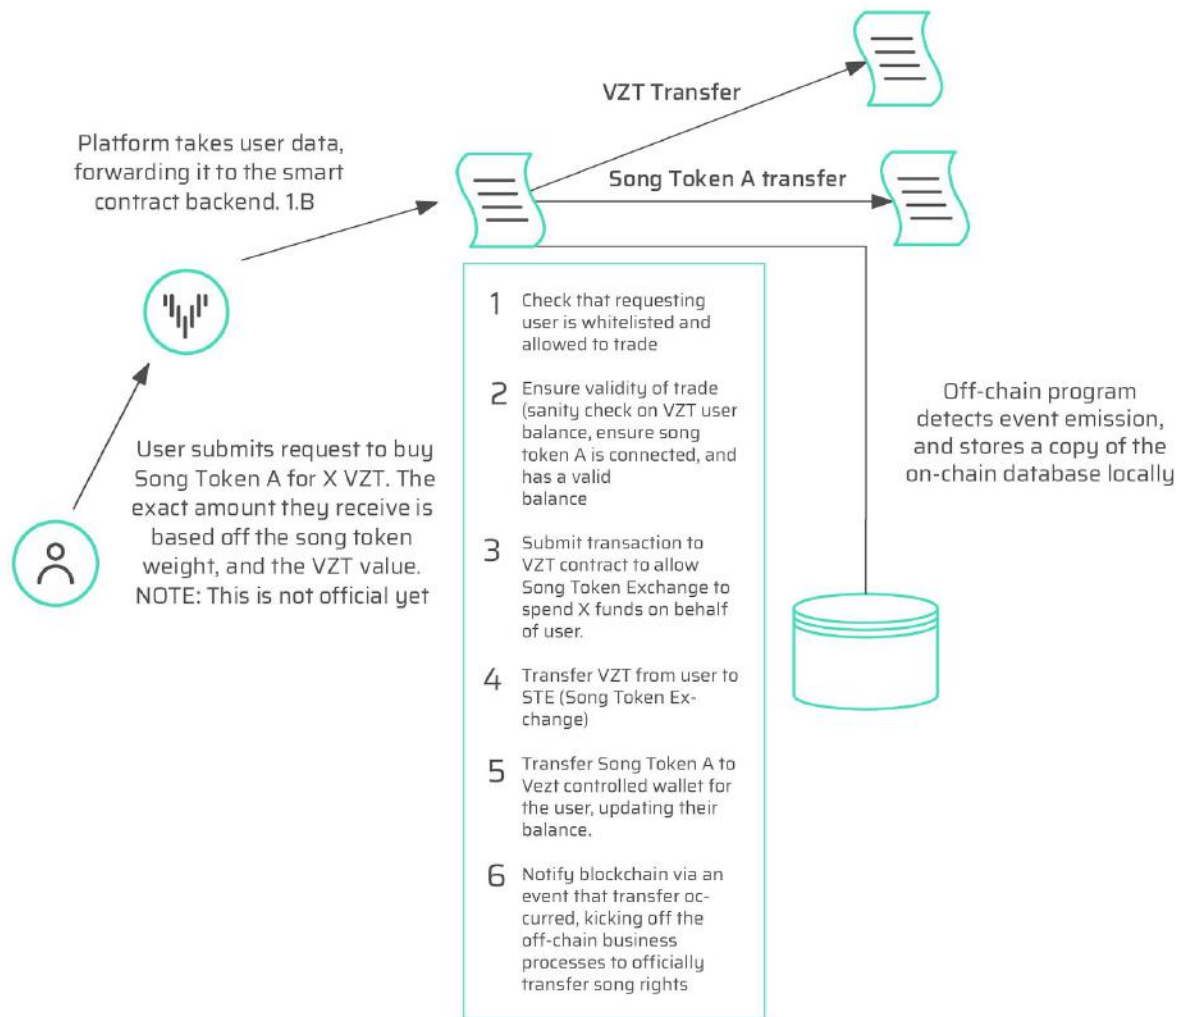 VZT Transfer
Platform takes user data,
forwarding it to the smart
contract backend. 1.B
Song Token A transfer
1 Check that requesting
user is whitelisted and
allowed to trade
2 Ensure validity of trade
(sanity check on VZT user
balance, ensure song
token A is connected, and
has a valid
balance
3 Submit transaction to
VZT contract to allow
Song Token Exchange to
spend X funds on behalf
of user.
4 Transfer VZT from user to
STE (Song Token Ex-
change)
5 Transfer Song Token A to
Vezt controlled wallet for
the user, updating their
balance.
6 Notify blockchain via an
event that transfer oc-
curred, kicking off the
off-chain business
processes to officially
transfer song rights
User submits request to buy
Song Token A for X VZT. The
exact amount they receive is
based off the song token
weight, and the VZT value.
NOTE: This is not official yet
Off-chain program
detects event emission,
and stores a copy of the
on-chain database locally